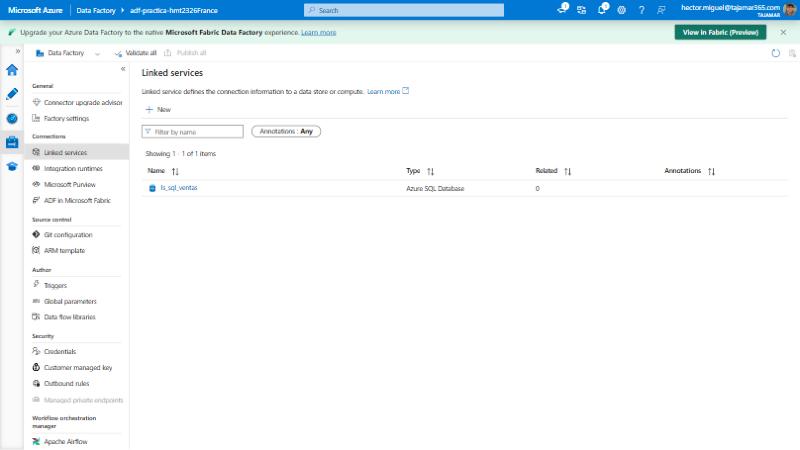 Microsoft Azure | Data Factory > adf-practica-hmt2326France
Search
1
9
hector.miguel@tajamar365.com
TAJAMAR
Upgrade your Azure Data Factory to the native Microsoft Fabric Data Factory experience. Learn more
View in Fabric (Preview)
Data Factory
Validate all
Publish all
General
Connector upgrade advisor
Factory settings
Connections
Linked services
Integration runtimes
Microsoft Purview
ADF in Microsoft Fabric
Source control
Git configuration
ARM template
Author
Triggers
Global parameters
Data flow libraries
Security
Credentials
Customer managed key
Outbound rules
Managed private endpoints
Workflow orchestration
manager
Apache Airflow
Linked services
Linked service defines the connection information to a data store or compute. Learn more
New
Filter by name
Annotations : Any
Showing 1 - 1 of 1 items
Name Type Related Annotations
ls_sql_ventas Azure SQL Database 0